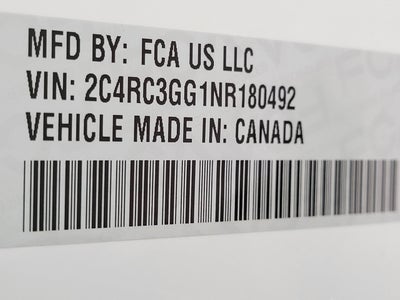 MFD BY: FCA US LLC
VIN: 2C4RC3GG1NR180492
VEHICLE MADE IN: CANADA